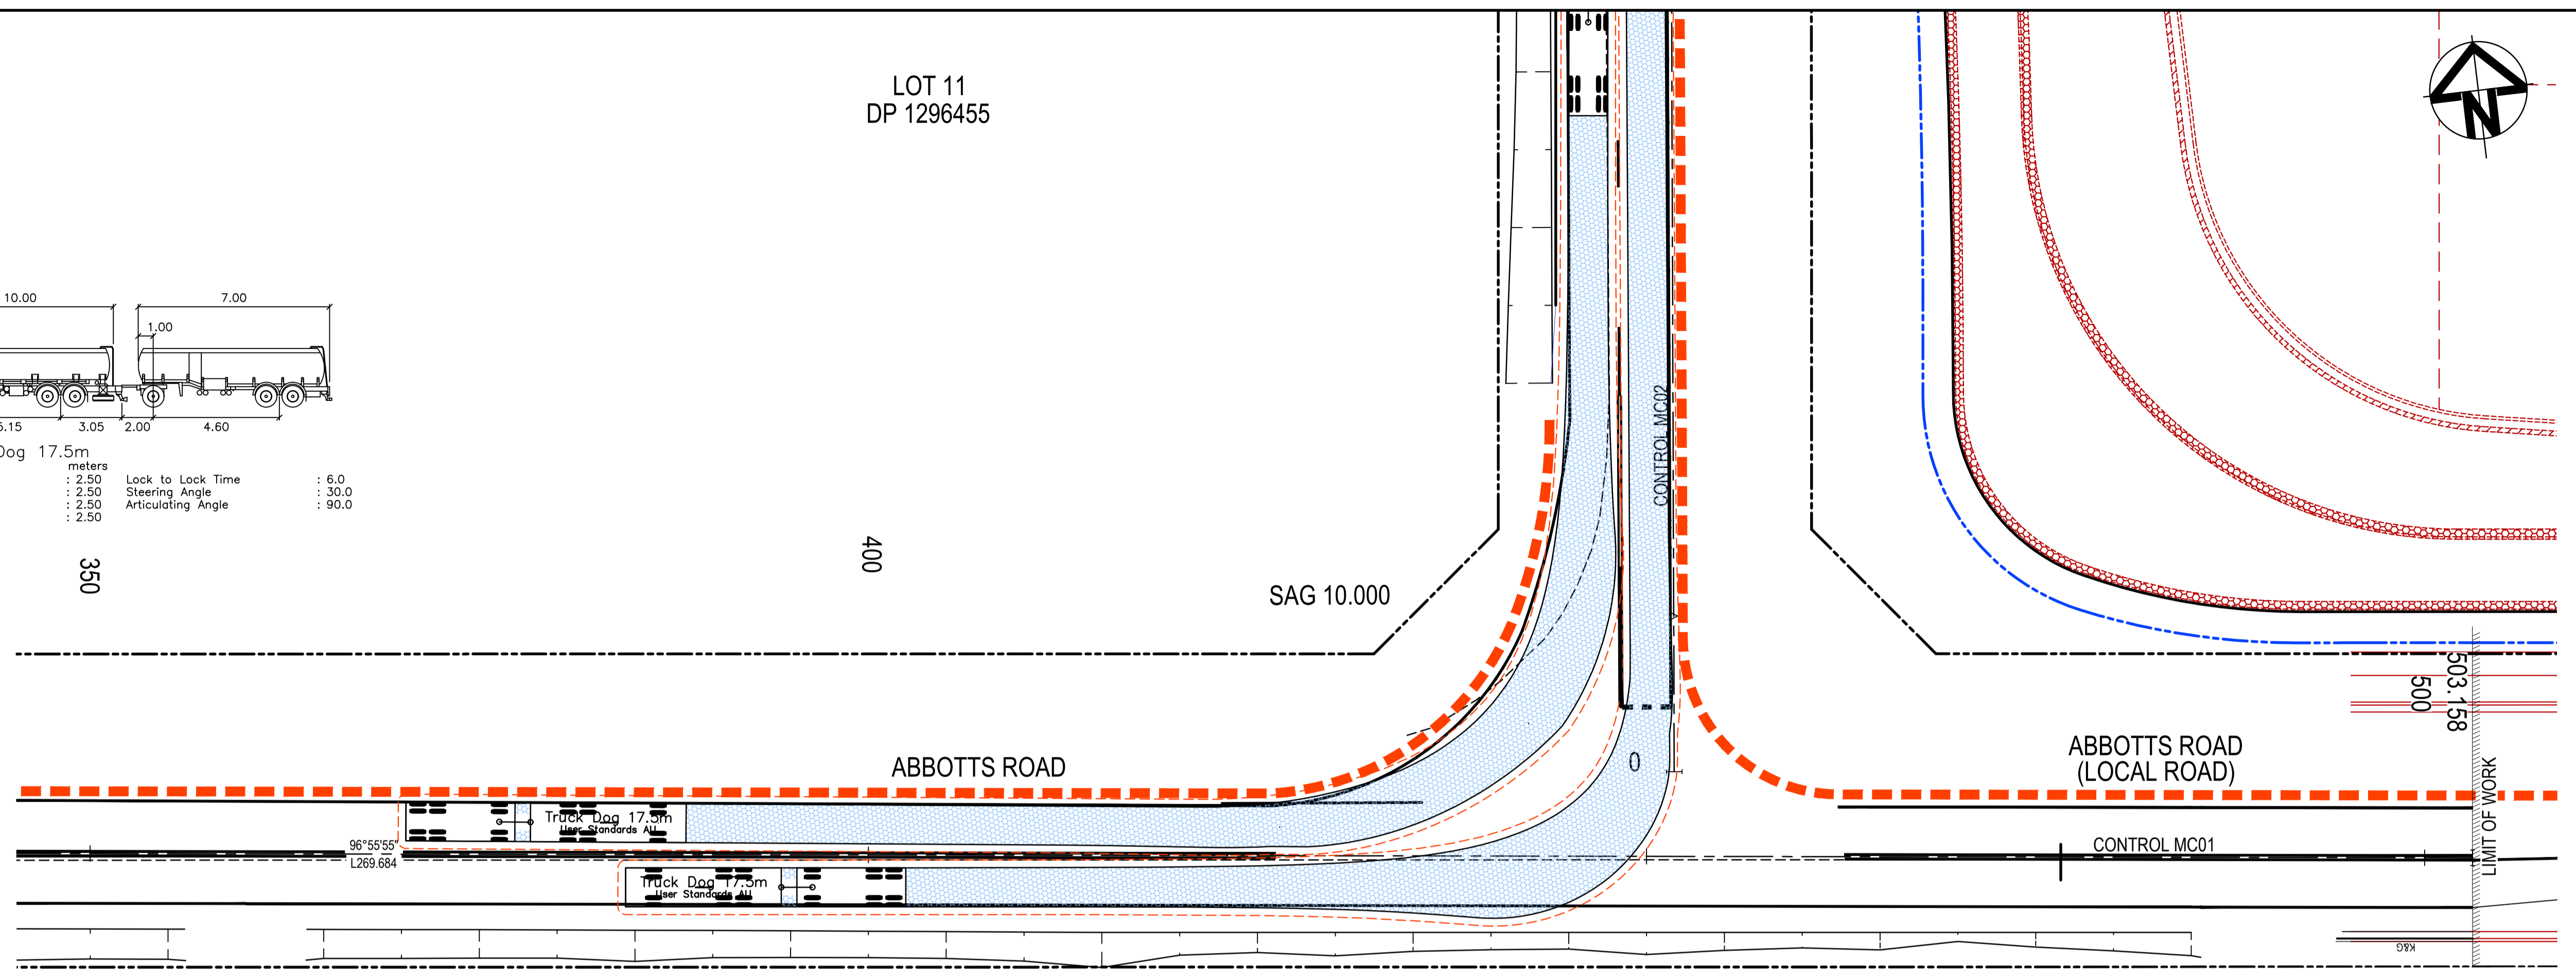 LOT 11
DP 1296455
N
10.00
7.00
1.00
3.05
2.00
4.60
Dog 17.5m
meters
: 2.50 Lock to Lock Time : 6.0
: 2.50 Steering Angle : 30.0
: 2.50 Articulating Angle : 90.0
: 2.50
350
400
SAG 10.000
CONTROL MC02
0
500
503.158
ABBOTTS ROAD
ABBOTTS ROAD
(LOCAL ROAD)
LIMIT OF WORK
Truck Dog 17.5m
User Standards AU
96°55'55"
L269.684
CONTROL MC01
Truck Dog 17.5m
User Standards AU
K&G